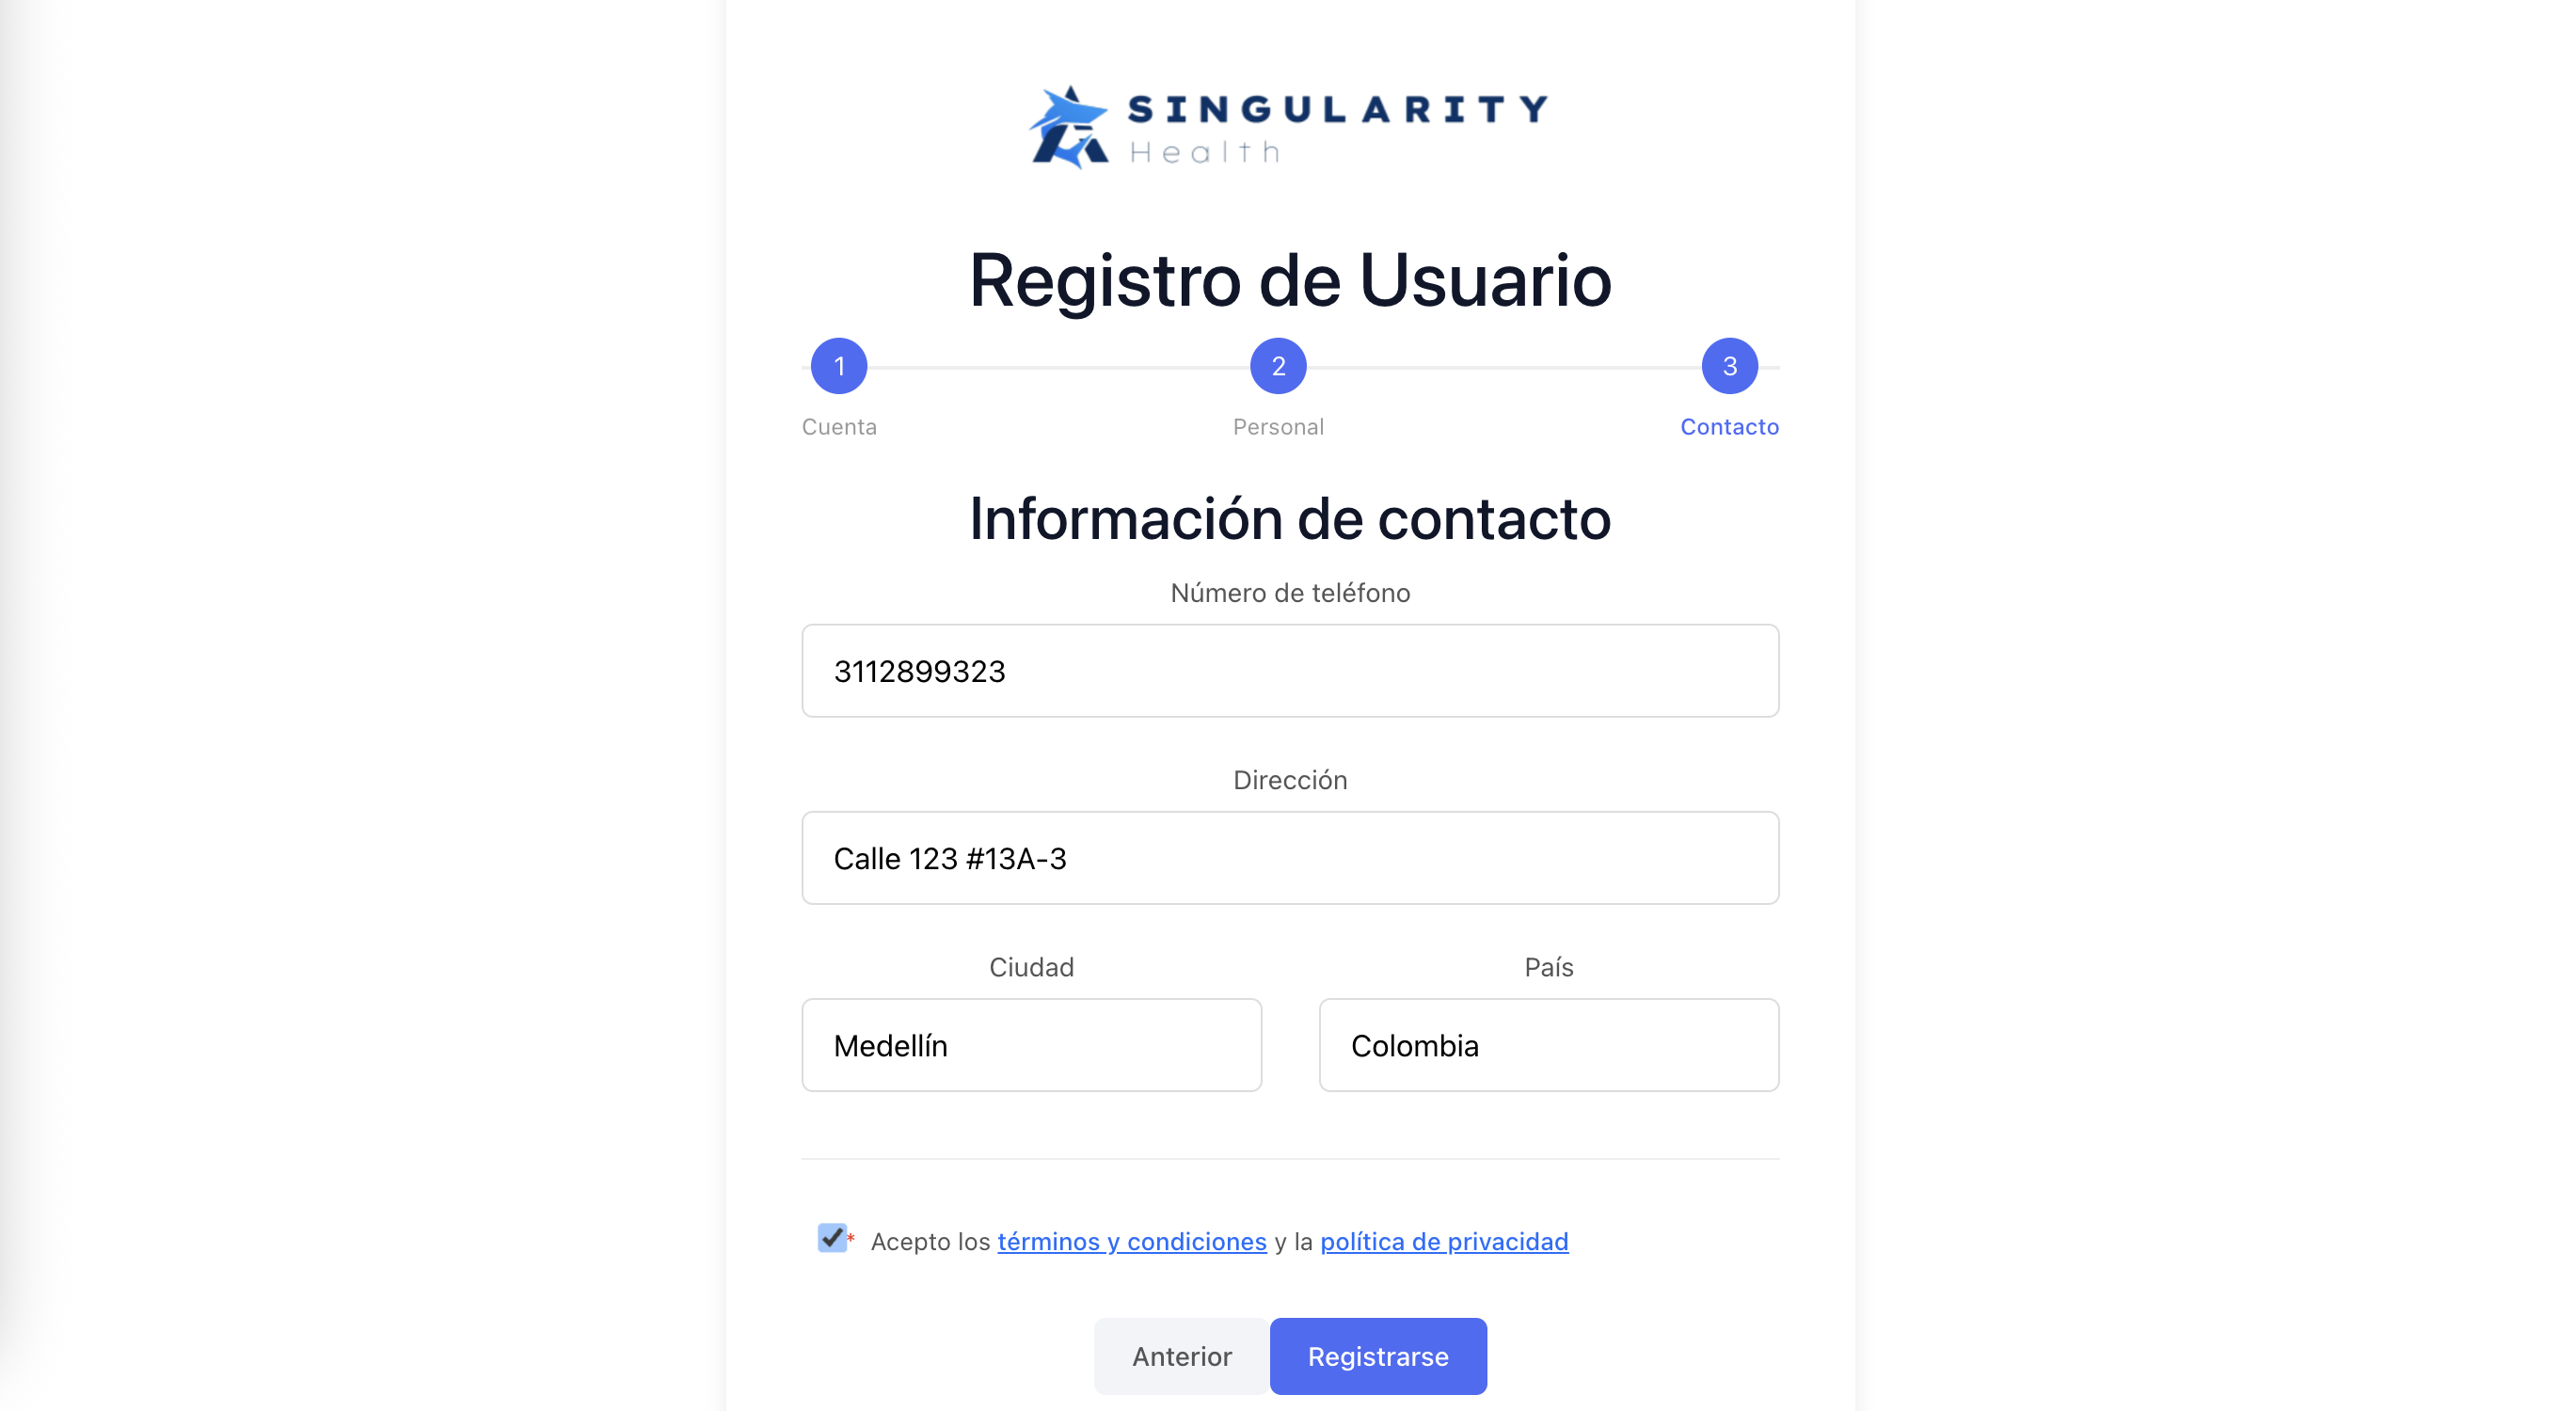 SINGULARITY
Health
Registro de Usuario
1 2 3
Cuenta Personal Contacto
Información de contacto
Número de teléfono
3112899323
Dirección
Calle 123 #13A-3
Ciudad País
Medellín Colombia
* Acepto los términos y condiciones y la política de privacidad
Anterior Registrarse